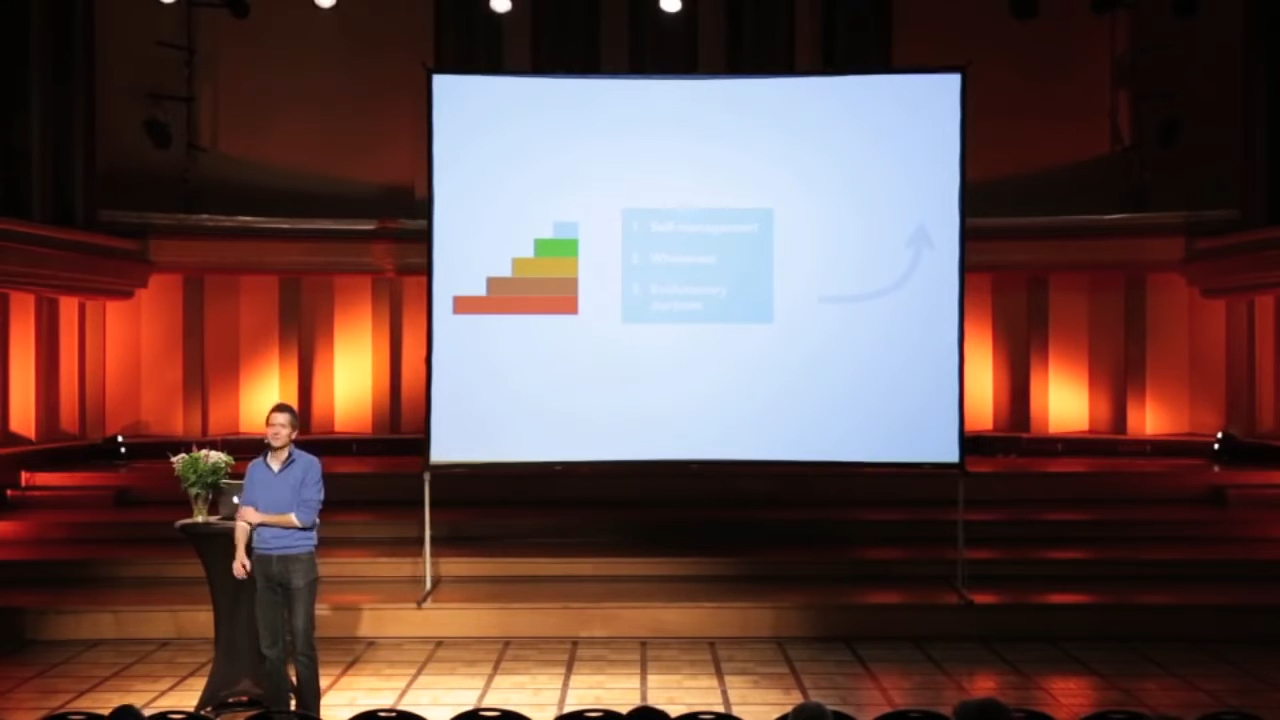 1. Self-management
2. Wholeness
3. Evolutionary
purpose